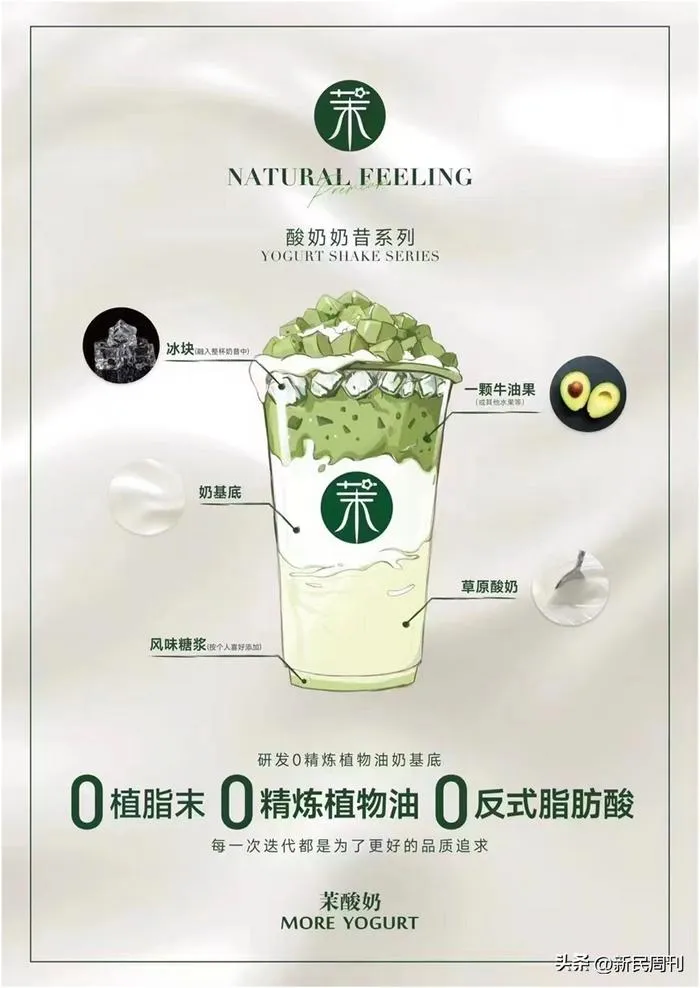 茉
NATURAL FEELING
Premium
酸奶奶昔系列
YOGURT SHAKE SERIES
冰块(融入整杯奶昔中)
一颗牛油果
(或其他水果等)
奶基底
茉
草原酸奶
风味糖浆(按个人喜好添加)
研发0精炼植物油奶基底
0植脂末 0精炼植物油 0反式脂肪酸
每一次迭代都是为了更好的品质追求
茉酸奶
MORE YOGURT
头条 @新民周刊